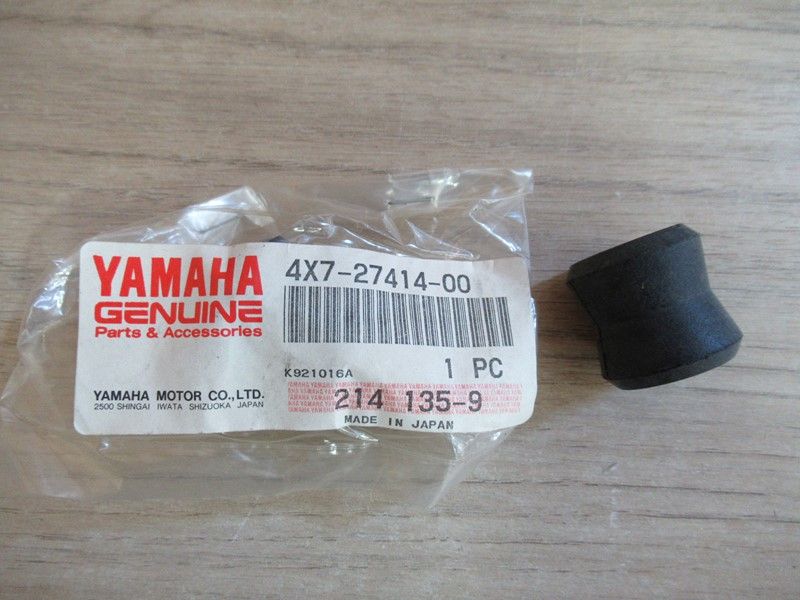 YAMAHA
GENUINE
Parts & Accessories
YAMAHA MOTOR CO.,LTD.
2500 SHINGAI IWATA SHIZUOKA JAPAN
4X7-27414-00
K921016A
1 PC
214 135-9
MADE IN JAPAN